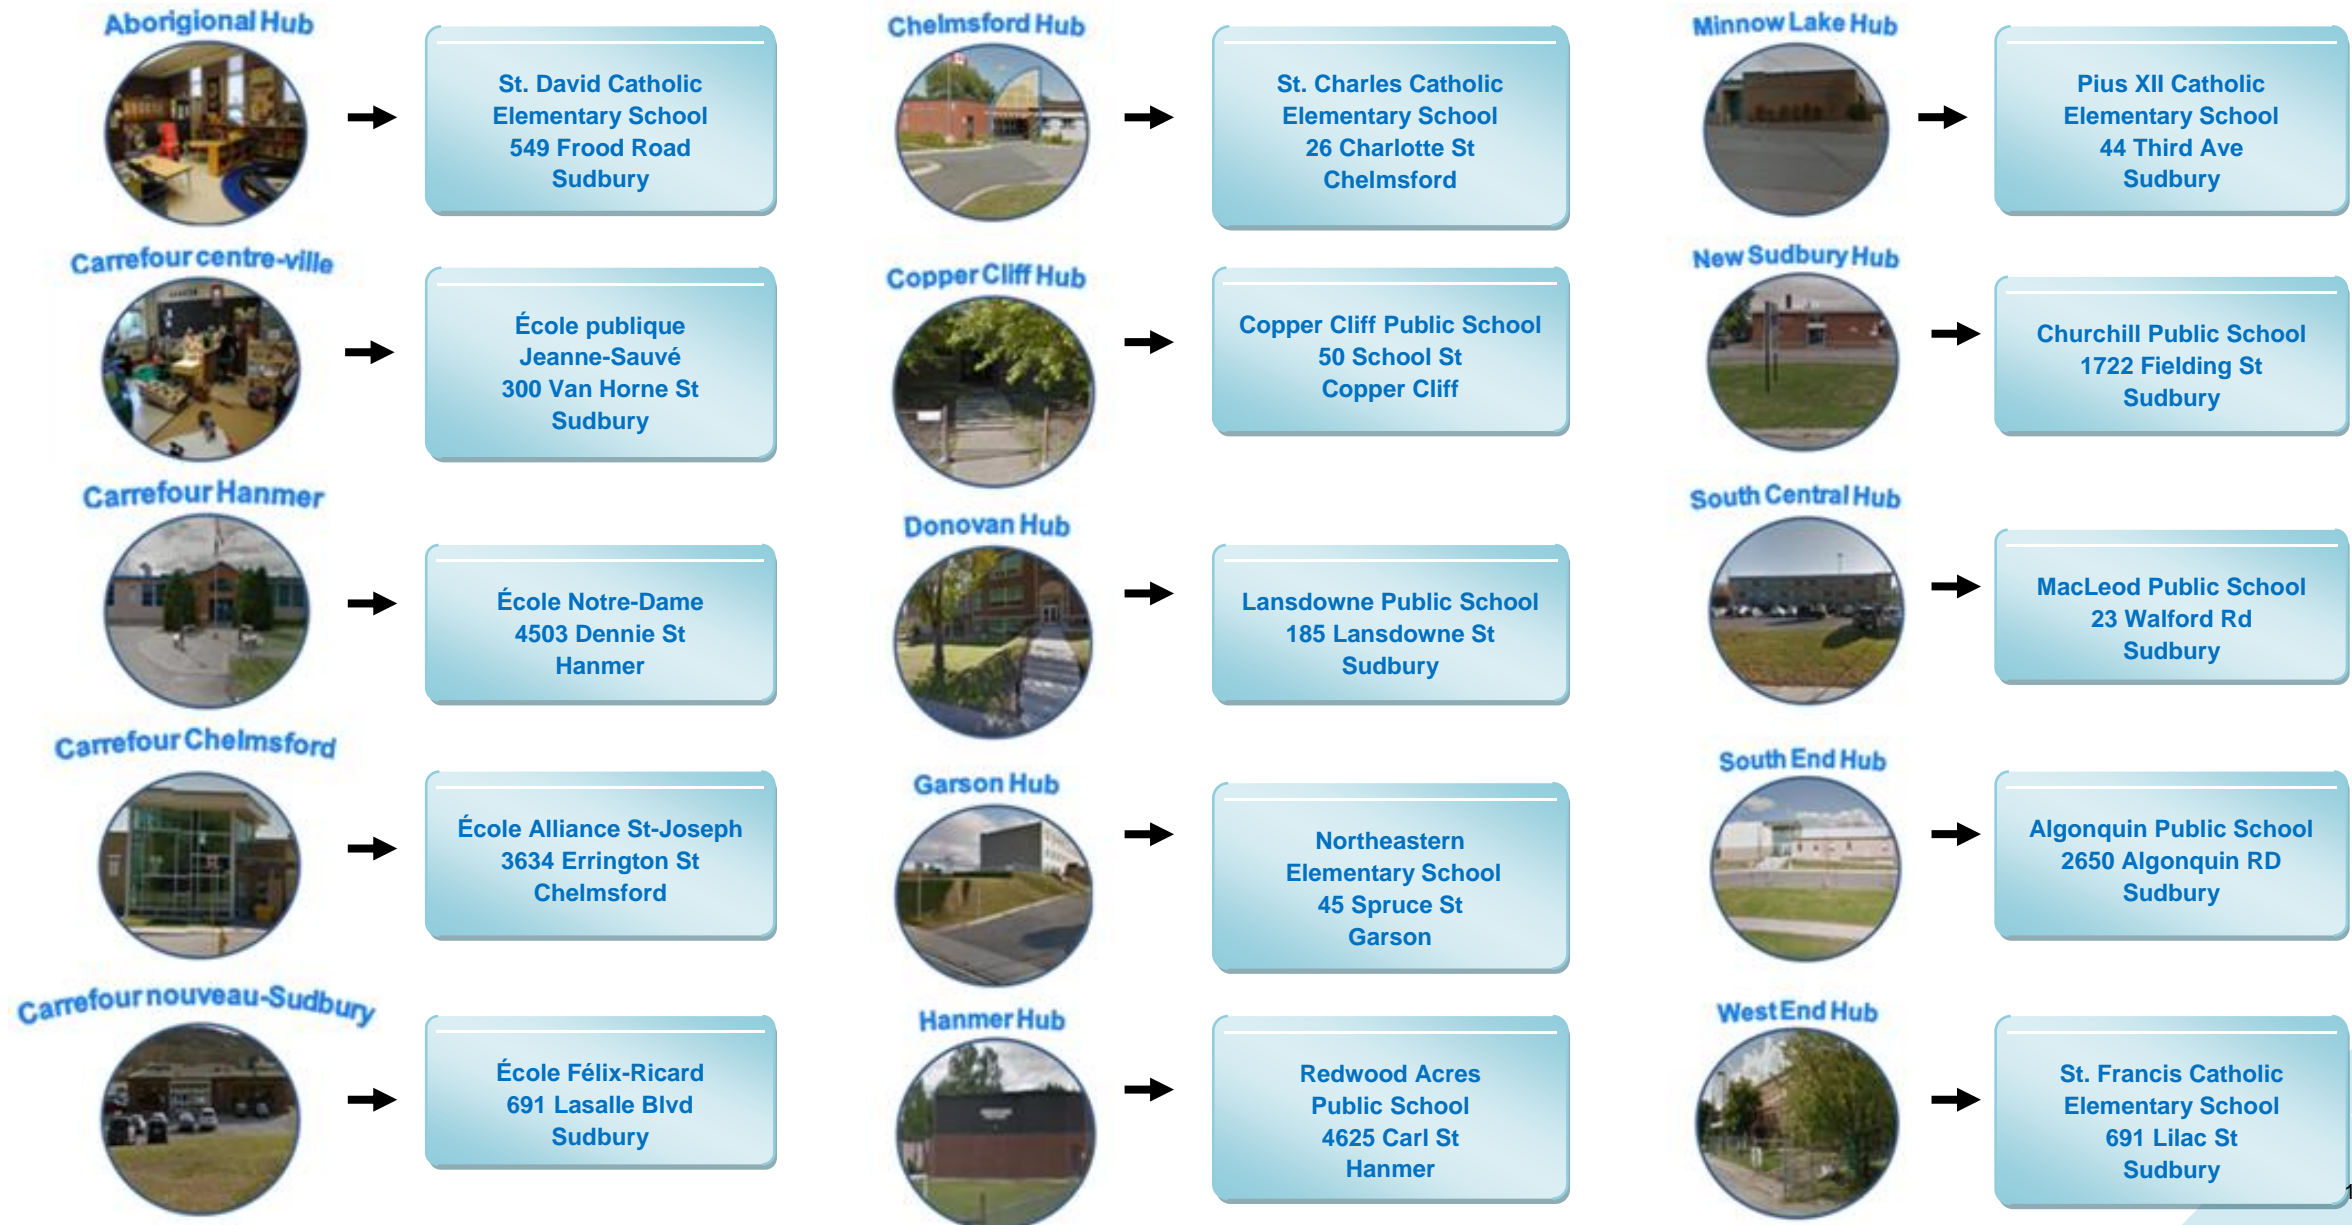 Aborigional Hub
St. David Catholic
Elementary School
549 Frood Road
Sudbury
Carrefour centre-ville
École publique
Jeanne-Sauvé
300 Van Horne St
Sudbury
Carrefour Hanmer
École Notre-Dame
4503 Dennie St
Hanmer
Carrefour Chelmsford
École Alliance St-Joseph
3634 Errington St
Chelmsford
Carrefour nouveau-Sudbury
École Félix-Ricard
691 Lasalle Blvd
Sudbury
Chelmsford Hub
St. Charles Catholic
Elementary School
26 Charlotte St
Chelmsford
Copper Cliff Hub
Copper Cliff Public School
50 School St
Copper Cliff
Donovan Hub
Lansdowne Public School
185 Lansdowne St
Sudbury
Garson Hub
Northeastern
Elementary School
45 Spruce St
Garson
Hanmer Hub
Redwood Acres
Public School
4625 Carl St
Hanmer
Minnow Lake Hub
Pius XII Catholic
Elementary School
44 Third Ave
Sudbury
New Sudbury Hub
Churchill Public School
1722 Fielding St
Sudbury
South Central Hub
MacLeod Public School
23 Walford Rd
Sudbury
South End Hub
Algonquin Public School
2650 Algonquin RD
Sudbury
West End Hub
St. Francis Catholic
Elementary School
691 Lilac St
Sudbury
1